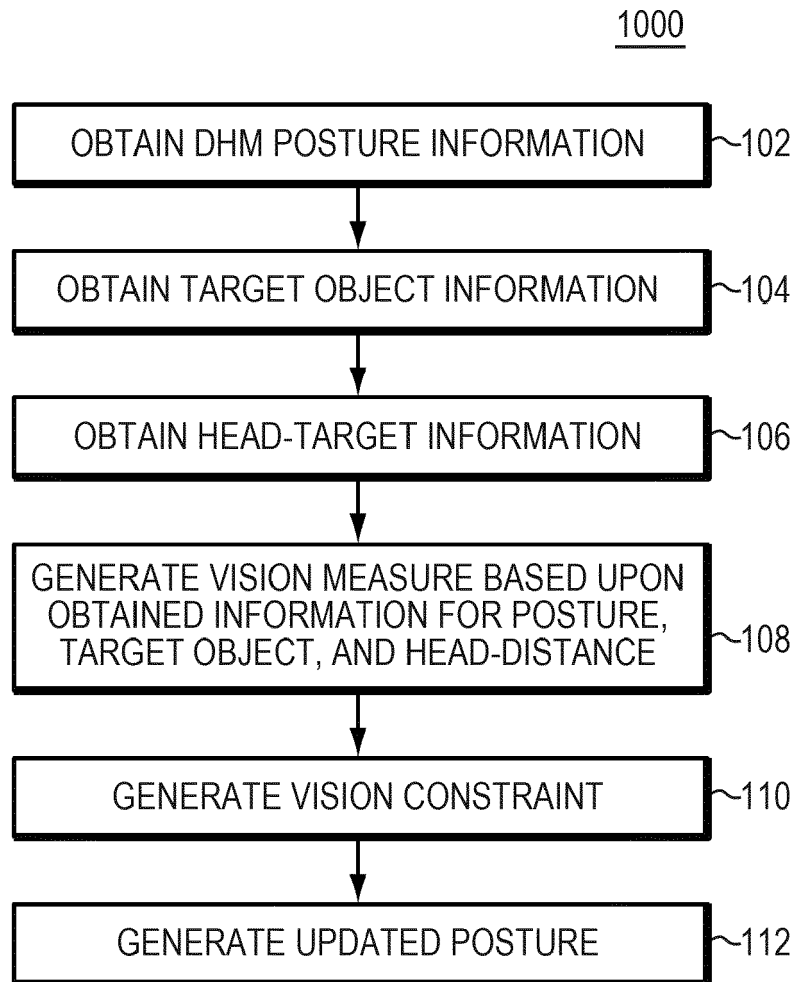 1000
OBTAIN DHM POSTURE INFORMATION
102
OBTAIN TARGET OBJECT INFORMATION
104
OBTAIN HEAD-TARGET INFORMATION
106
GENERATE VISION MEASURE BASED UPON
OBTAINED INFORMATION FOR POSTURE,
TARGET OBJECT, AND HEAD-DISTANCE
108
GENERATE VISION CONSTRAINT
110
GENERATE UPDATED POSTURE
112